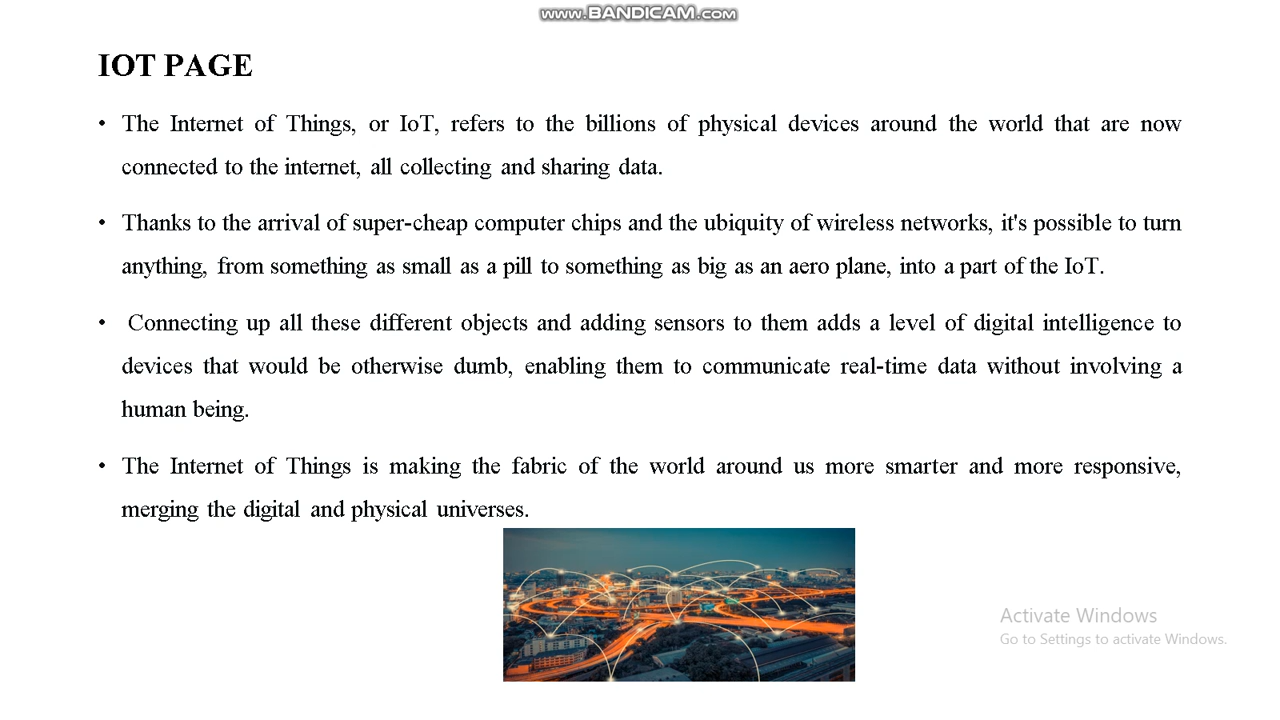 www.BANDICAM.com
IOT PAGE
• The Internet of Things, or IoT, refers to the billions of physical devices around the world that are now
connected to the internet, all collecting and sharing data.
• Thanks to the arrival of super-cheap computer chips and the ubiquity of wireless networks, it's possible to turn
anything, from something as small as a pill to something as big as an aero plane, into a part of the IoT.
• Connecting up all these different objects and adding sensors to them adds a level of digital intelligence to
devices that would be otherwise dumb, enabling them to communicate real-time data without involving a
human being.
• The Internet of Things is making the fabric of the world around us more smarter and more responsive,
merging the digital and physical universes.
Activate Windows
Go to Settings to activate Windows.